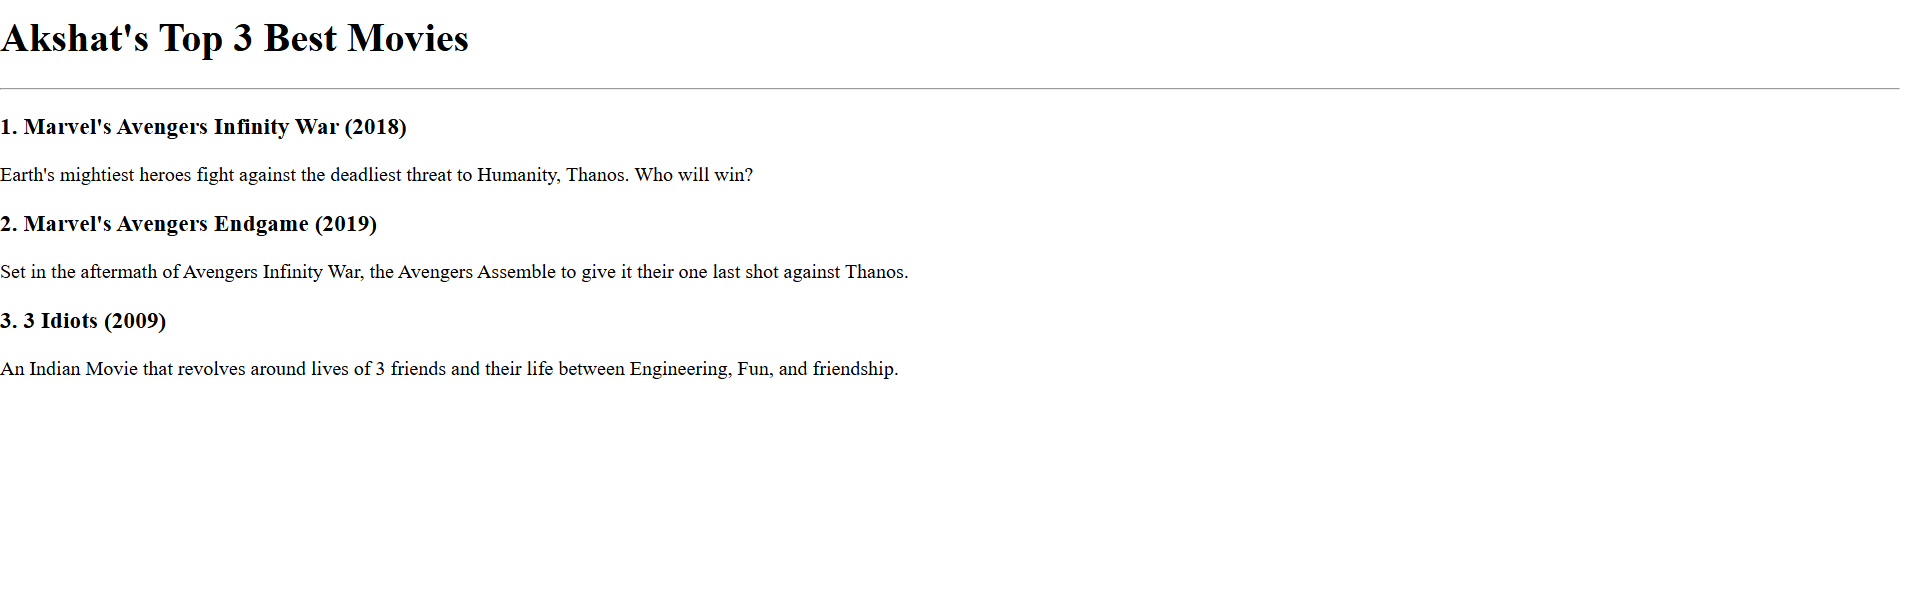 Akshat's Top 3 Best Movies
1. Marvel's Avengers Infinity War (2018)
Earth's mightiest heroes fight against the deadliest threat to Humanity, Thanos. Who will win?
2. Marvel's Avengers Endgame (2019)
Set in the aftermath of Avengers Infinity War, the Avengers Assemble to give it their one last shot against Thanos.
3. 3 Idiots (2009)
An Indian Movie that revolves around lives of 3 friends and their life between Engineering, Fun, and friendship.